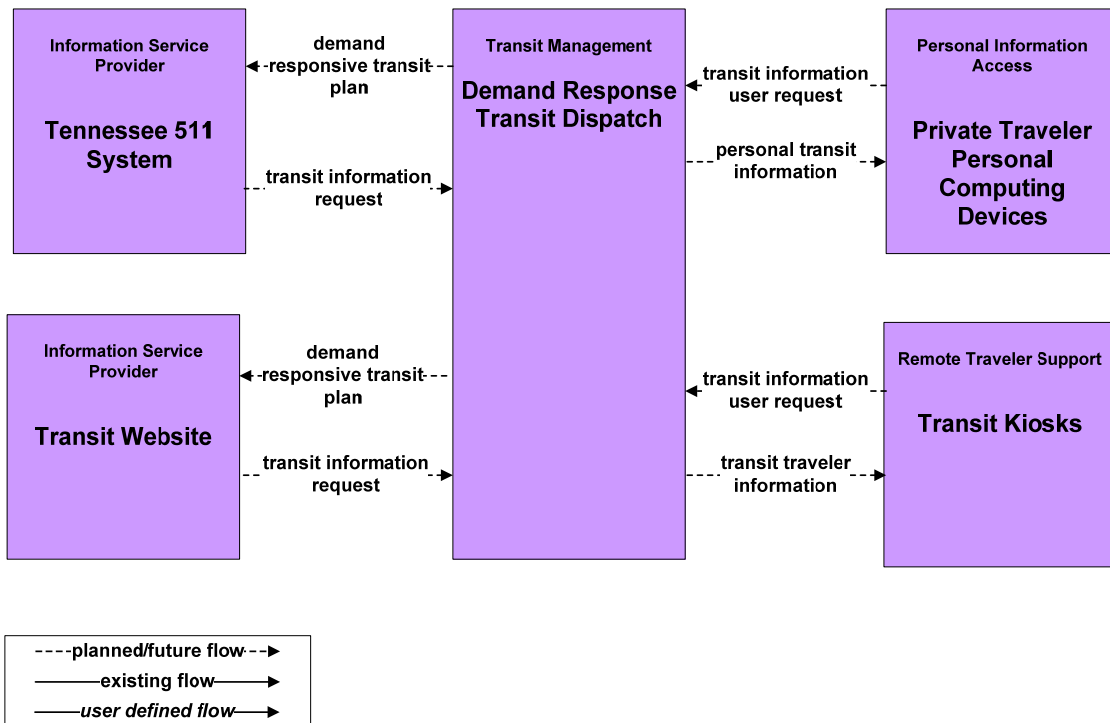 Information Service
Provider
Tennessee 511
System
demand
responsive transit
plan
transit information
request
Transit Management
Demand Response
Transit Dispatch
transit information
user request
personal transit
information
Personal Information
Access
Private Traveler
Personal
Computing
Devices
Information Service
Provider
Transit Website
demand
responsive transit
plan
transit information
request
transit information
user request
transit traveler
information
Remote Traveler Support
Transit Kiosks
planned/future flow
existing flow
user defined flow